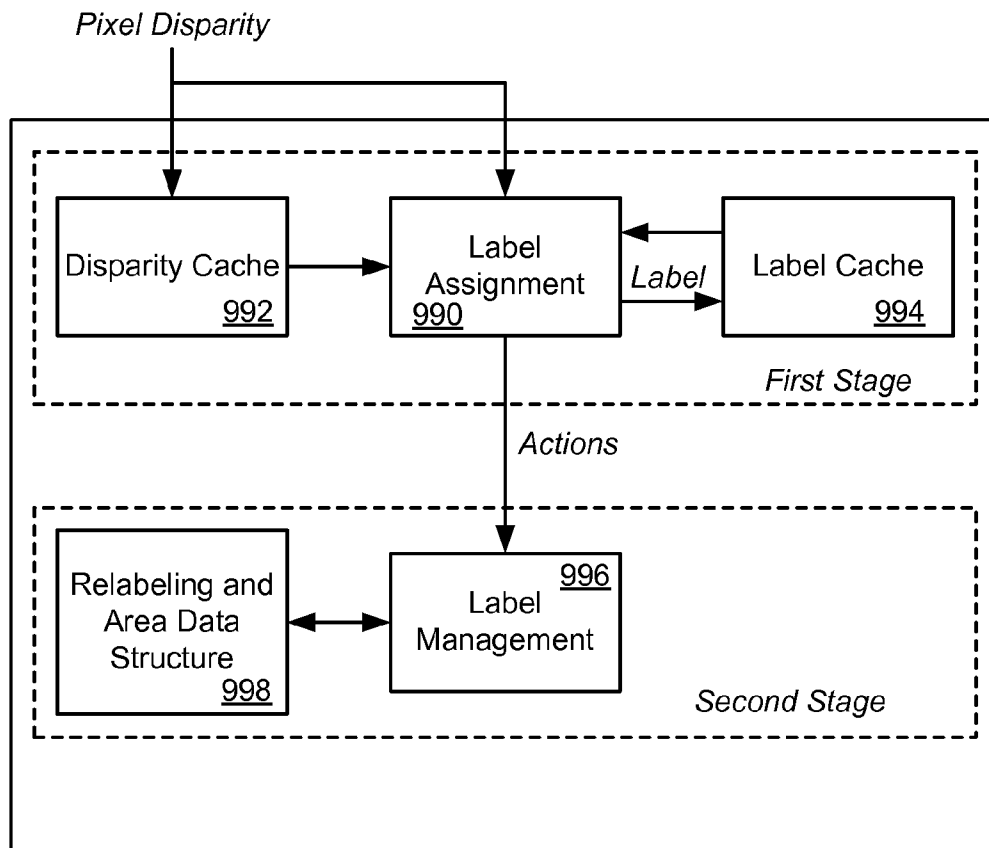 Pixel Disparity
Disparity Cache
992
Label
Assignment
990
Label
Label Cache
994
First Stage
Actions
Relabeling and
Area Data
Structure
998
996
Label
Management
Second Stage